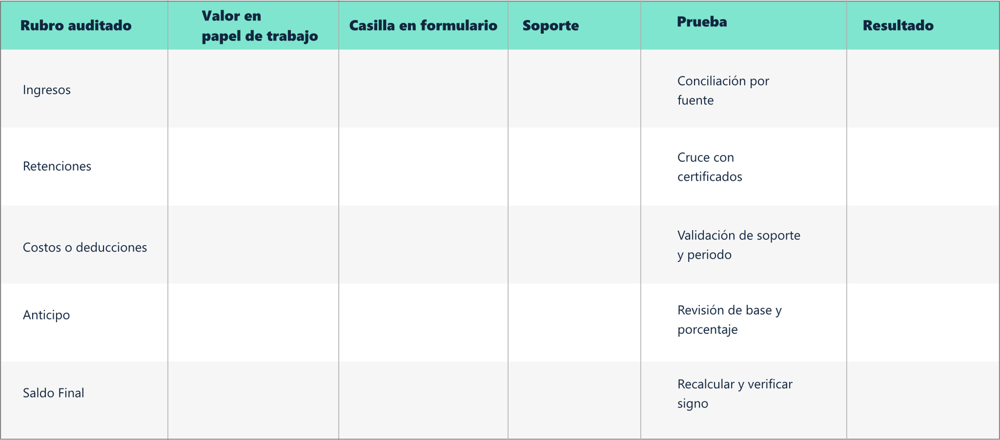 Rubro auditado
Valor en
papel de trabajo
Casilla en formulario
Soporte
Prueba
Resultado
Ingresos
Conciliación por
fuente
Retenciones
Cruce con
certificados
Costos o deducciones
Validación de soporte
y periodo
Anticipo
Revisión de base y
porcentaje
Saldo Final
Recalcular y verificar
signo